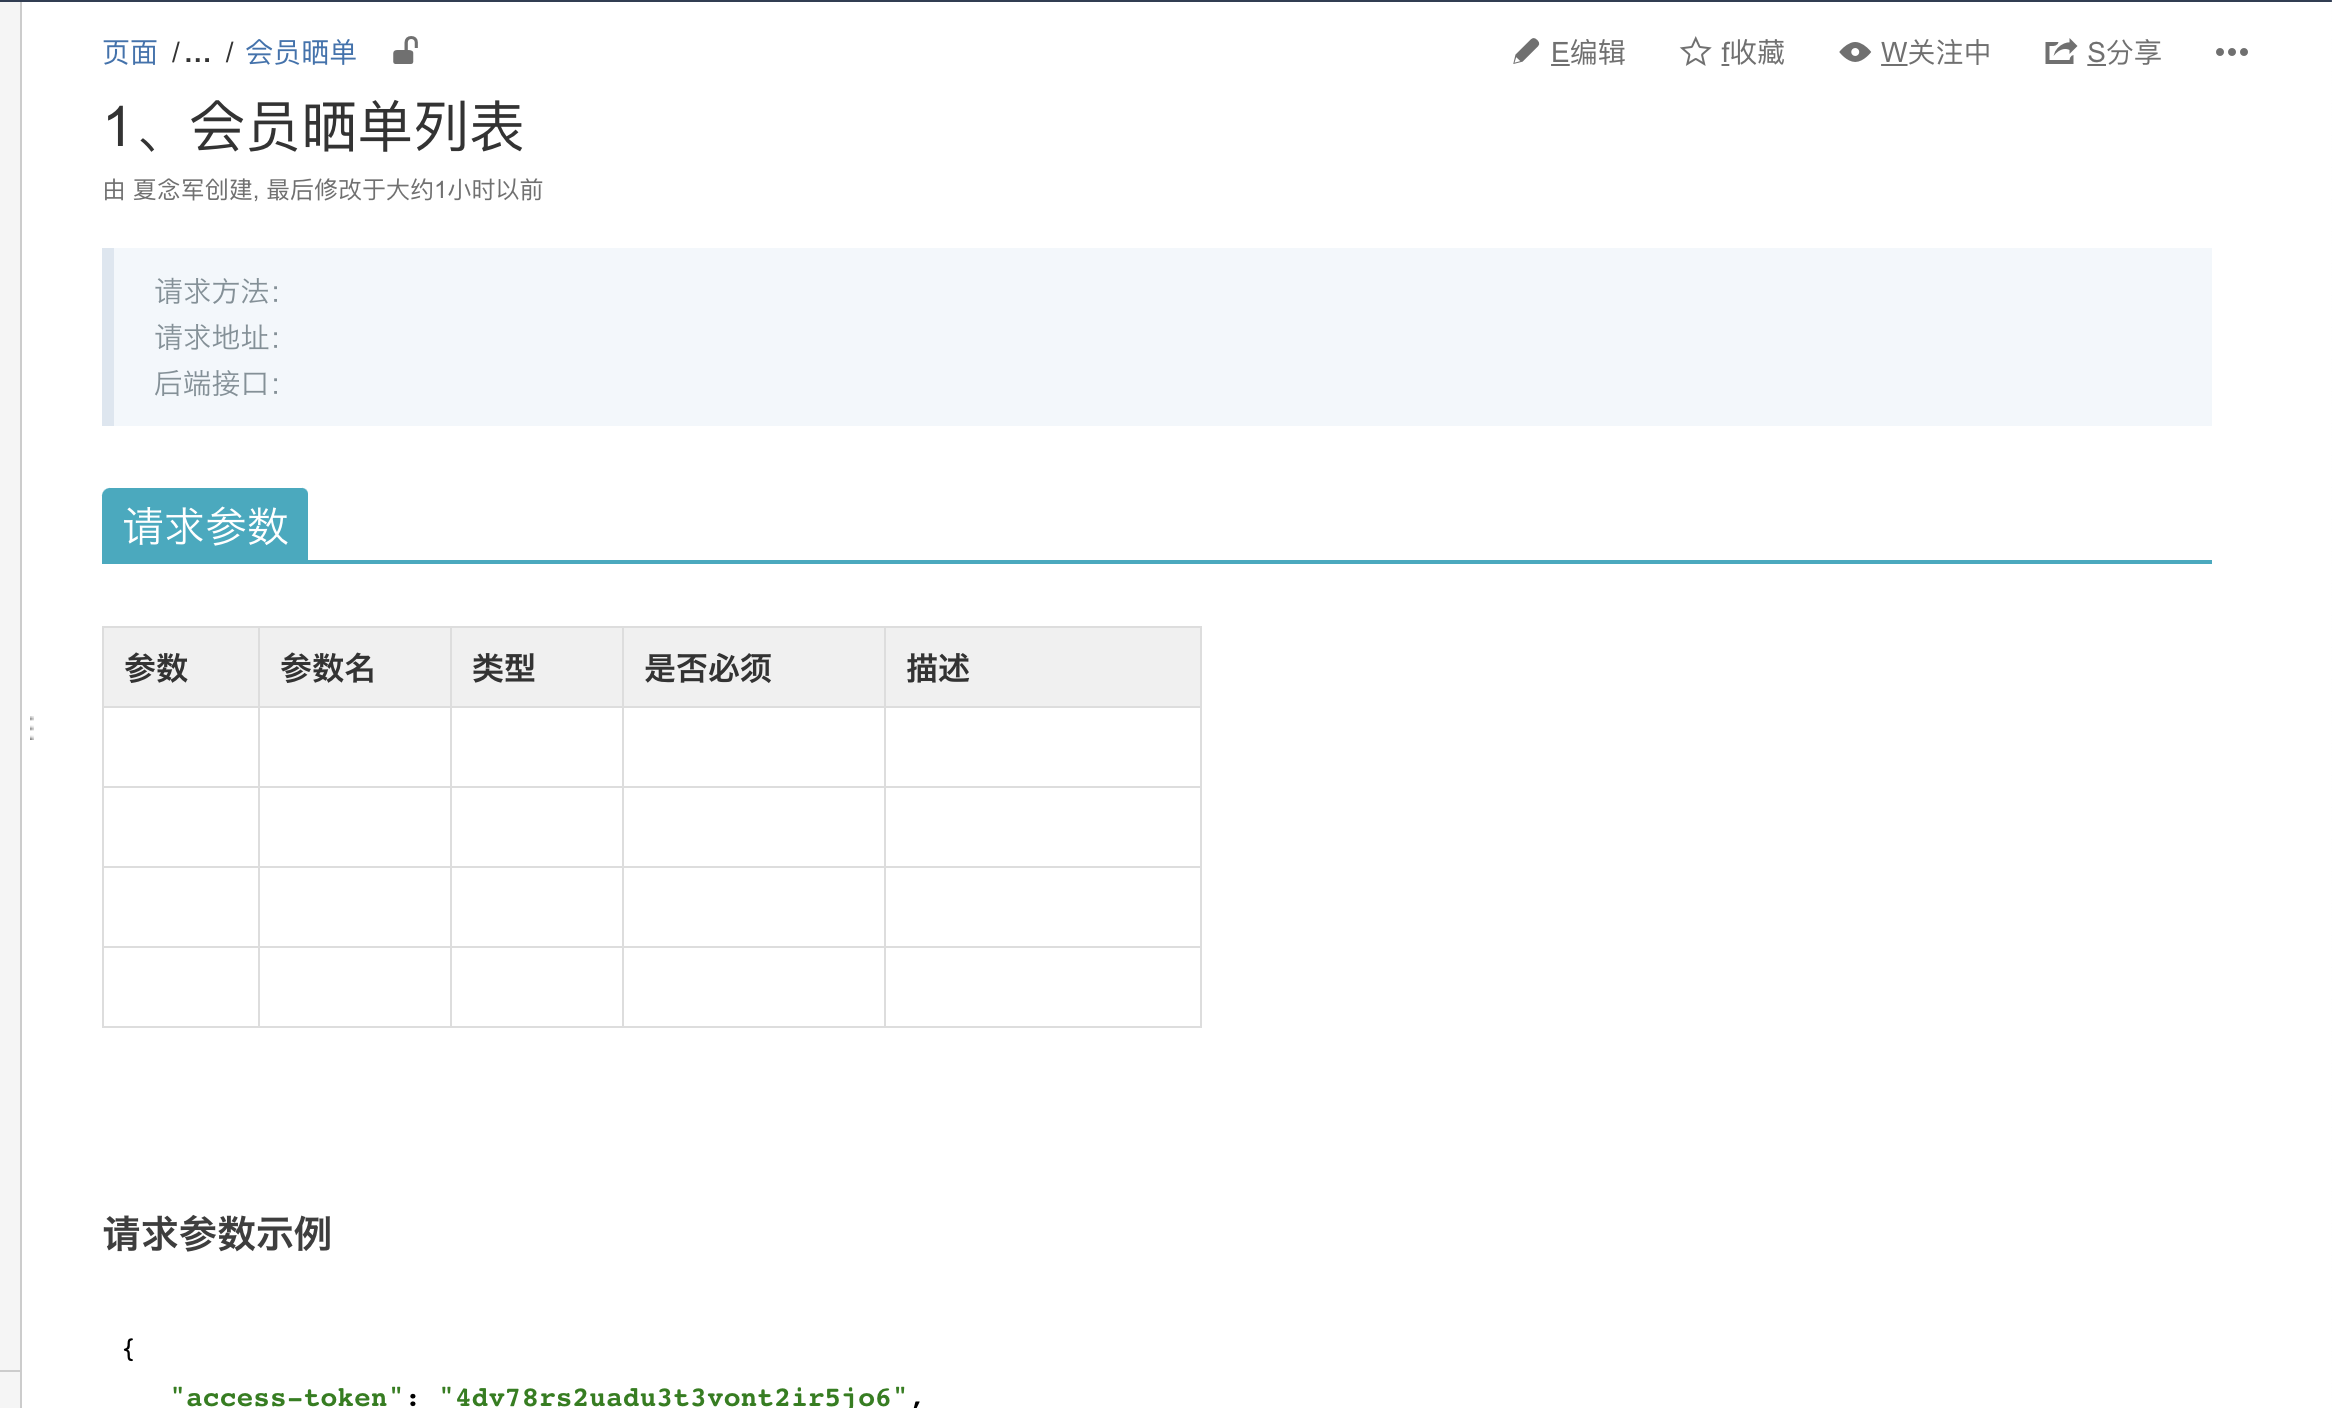 页面 /... / 会员晒单
E编辑 f收藏 W关注中 S分享 •••
1、会员晒单列表
由 夏念军创建, 最后修改于大约1小时以前
请求方法:
请求地址:
后端接口:
请求参数
参数 参数名 类型 是否必须 描述
请求参数示例
{
"access-token": "4dv78rs2uadu3t3vont2ir5jo6",